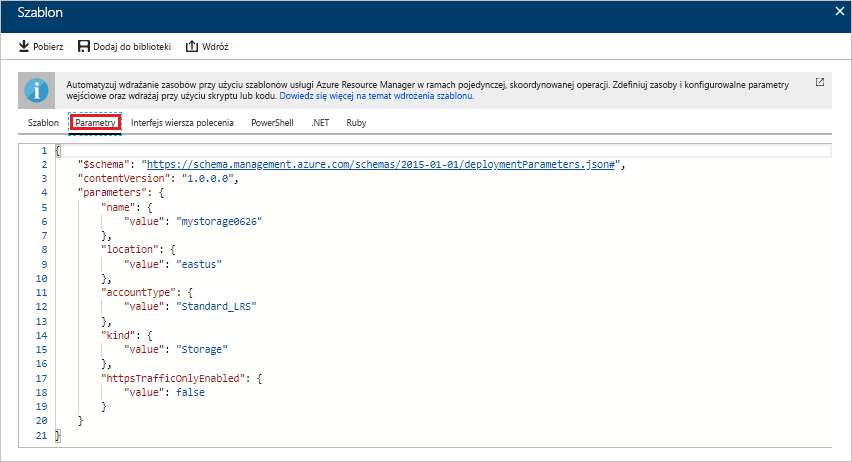 Szablon
Pobierz Dodaj do biblioteki Wdróż
Automatyzuj wdrażanie zasobów przy użyciu szablonów usługi Azure Resource Manager w ramach pojedynczej, skoordynowanej operacji. Zdefiniuj zasoby i konfigurowalne parametry
wejściowe oraz wdrażaj przy użyciu skryptu lub kodu. Dowiedz się więcej na temat wdrożenia szablonu.
Szablon Parametry Interfejs wiersza polecenia PowerShell .NET Ruby
1 {
2 "$schema": "https://schema.management.azure.com/schemas/2015-01-01/deploymentParameters.json#",
3 "contentVersion": "1.0.0.0",
4 "parameters": {
5 "name": {
6 "value": "mystorage0626"
7 },
8 "location": {
9 "value": "eastus"
10 },
11 "accountType": {
12 "value": "Standard_LRS"
13 },
14 "kind": {
15 "value": "Storage"
16 },
17 "httpsTrafficOnlyEnabled": {
18 "value": false
19 }
20 }
21 }